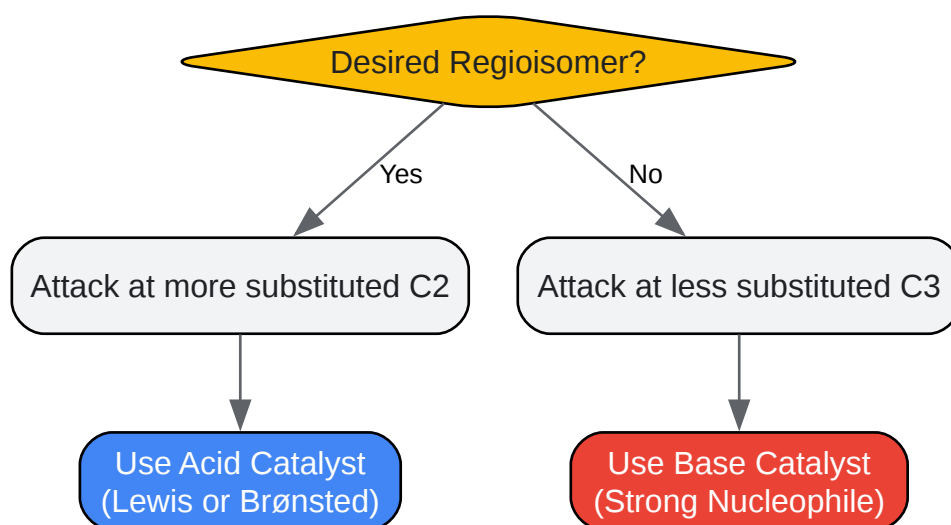 Desired Regioisomer?
Yes
No
Attack at more substituted C2
Attack at less substituted C3
Use Acid Catalyst
(Lewis or Brønsted)
Use Base Catalyst
(Strong Nucleophile)